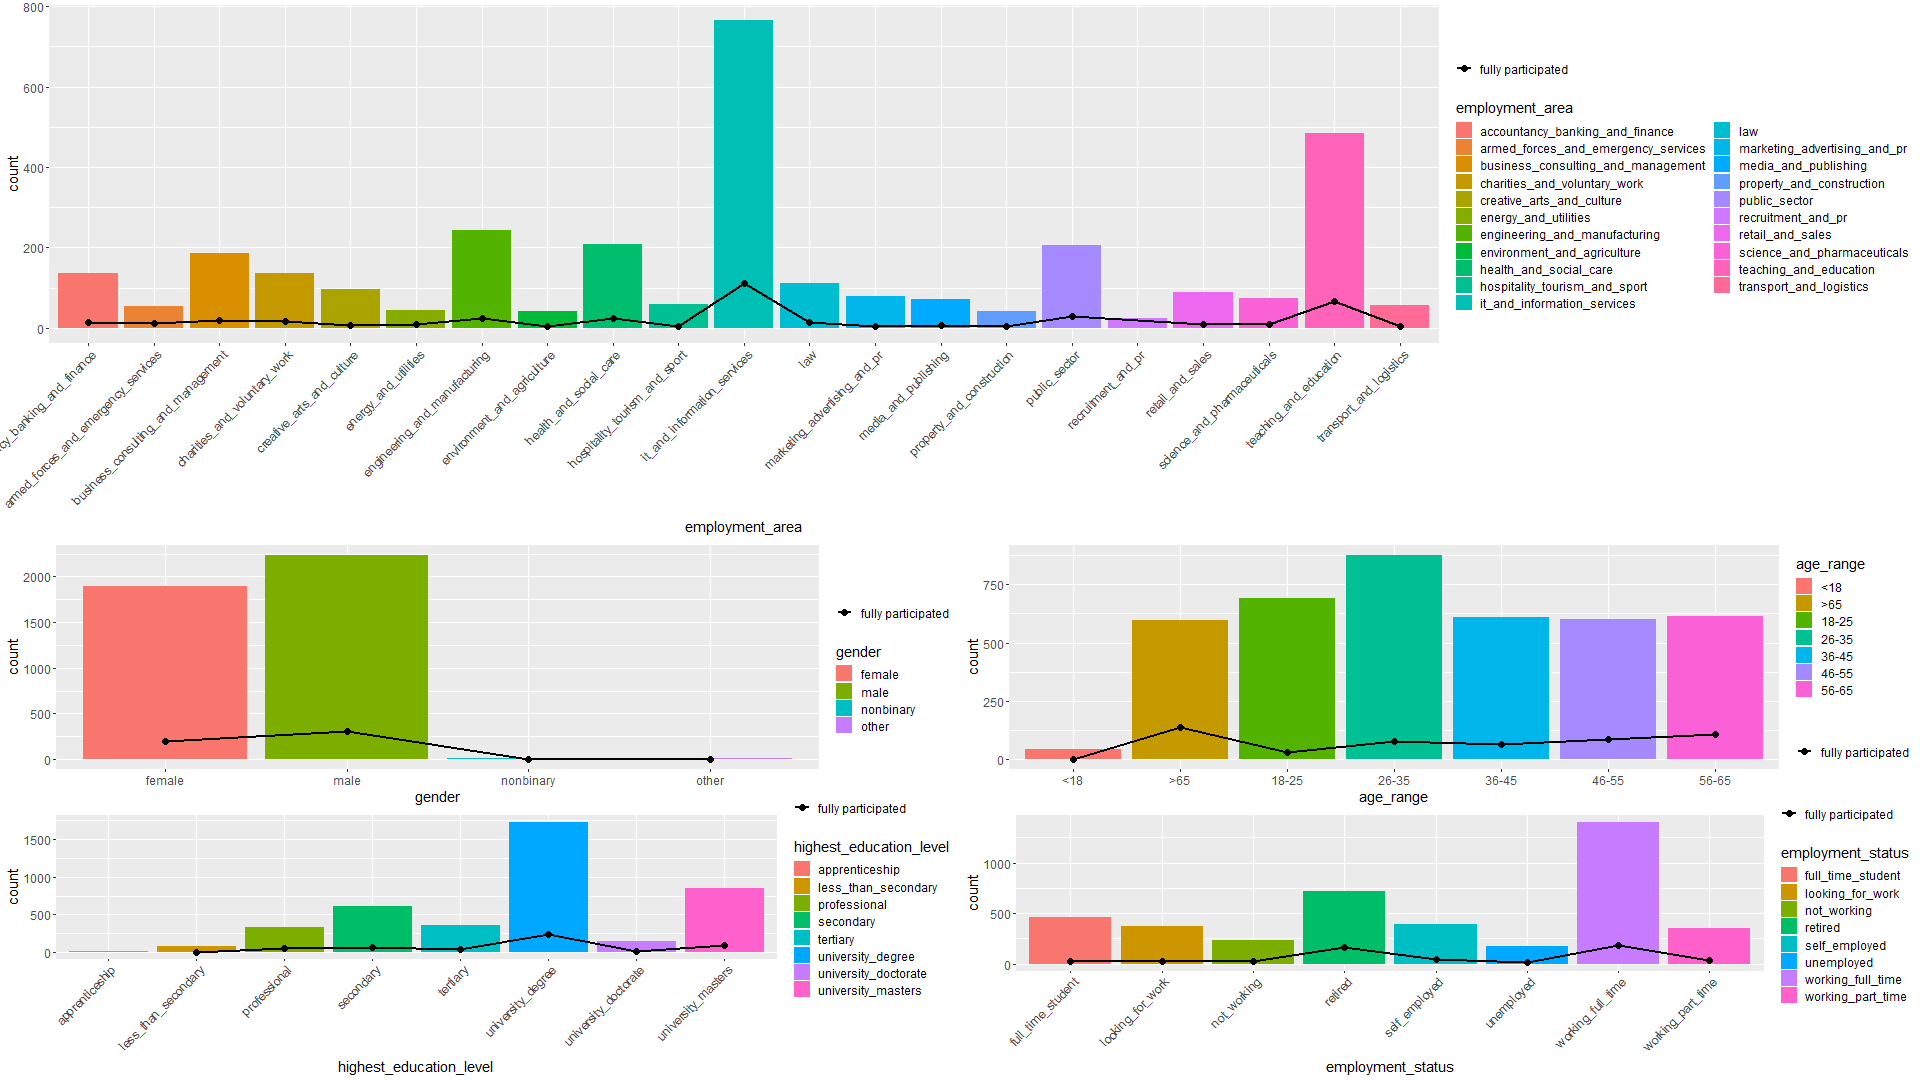 800
600
400
200
0
count
cy_banking_and_finance
armed_forces_and_emergency_services
business_consulting_and_management
charities_and_voluntary_work
creative_arts_and_culture
energy_and_utilities
engineering_and_manufacturing
environment_and_agriculture
health_and_social_care
hospitality_tourism_and_sport
it_and_information_services
law
marketing_advertising_and_pr
media_and_publishing
property_and_construction
public_sector
recruitment_and_pr
retail_and_sales
science_and_pharmaceuticals
teaching_and_education
transport_and_logistics
employment_area
fully participated
employment_area
accountancy_banking_and_finance
armed_forces_and_emergency_services
business_consulting_and_management
charities_and_voluntary_work
creative_arts_and_culture
energy_and_utilities
engineering_and_manufacturing
environment_and_agriculture
health_and_social_care
hospitality_tourism_and_sport
it_and_information_services
law
marketing_advertising_and_pr
media_and_publishing
property_and_construction
public_sector
recruitment_and_pr
retail_and_sales
science_and_pharmaceuticals
teaching_and_education
transport_and_logistics
2000
1500
1000
500
0
count
female
male
nonbinary
other
gender
fully participated
gender
female
male
nonbinary
other
750
500
250
0
count
<18
>65
18-25
26-35
36-45
46-55
56-65
age_range
age_range
<18
>65
18-25
26-35
36-45
46-55
56-65
fully participated
1500
1000
500
0
count
apprenticeship
less_than_secondary
professional
secondary
tertiary
university_degree
university_doctorate
university_masters
highest_education_level
fully participated
highest_education_level
apprenticeship
less_than_secondary
professional
secondary
tertiary
university_degree
university_doctorate
university_masters
1000
500
0
count
full_time_student
looking_for_work
not_working
retired
self_employed
unemployed
working_full_time
working_part_time
employment_status
fully participated
employment_status
full_time_student
looking_for_work
not_working
retired
self_employed
unemployed
working_full_time
working_part_time